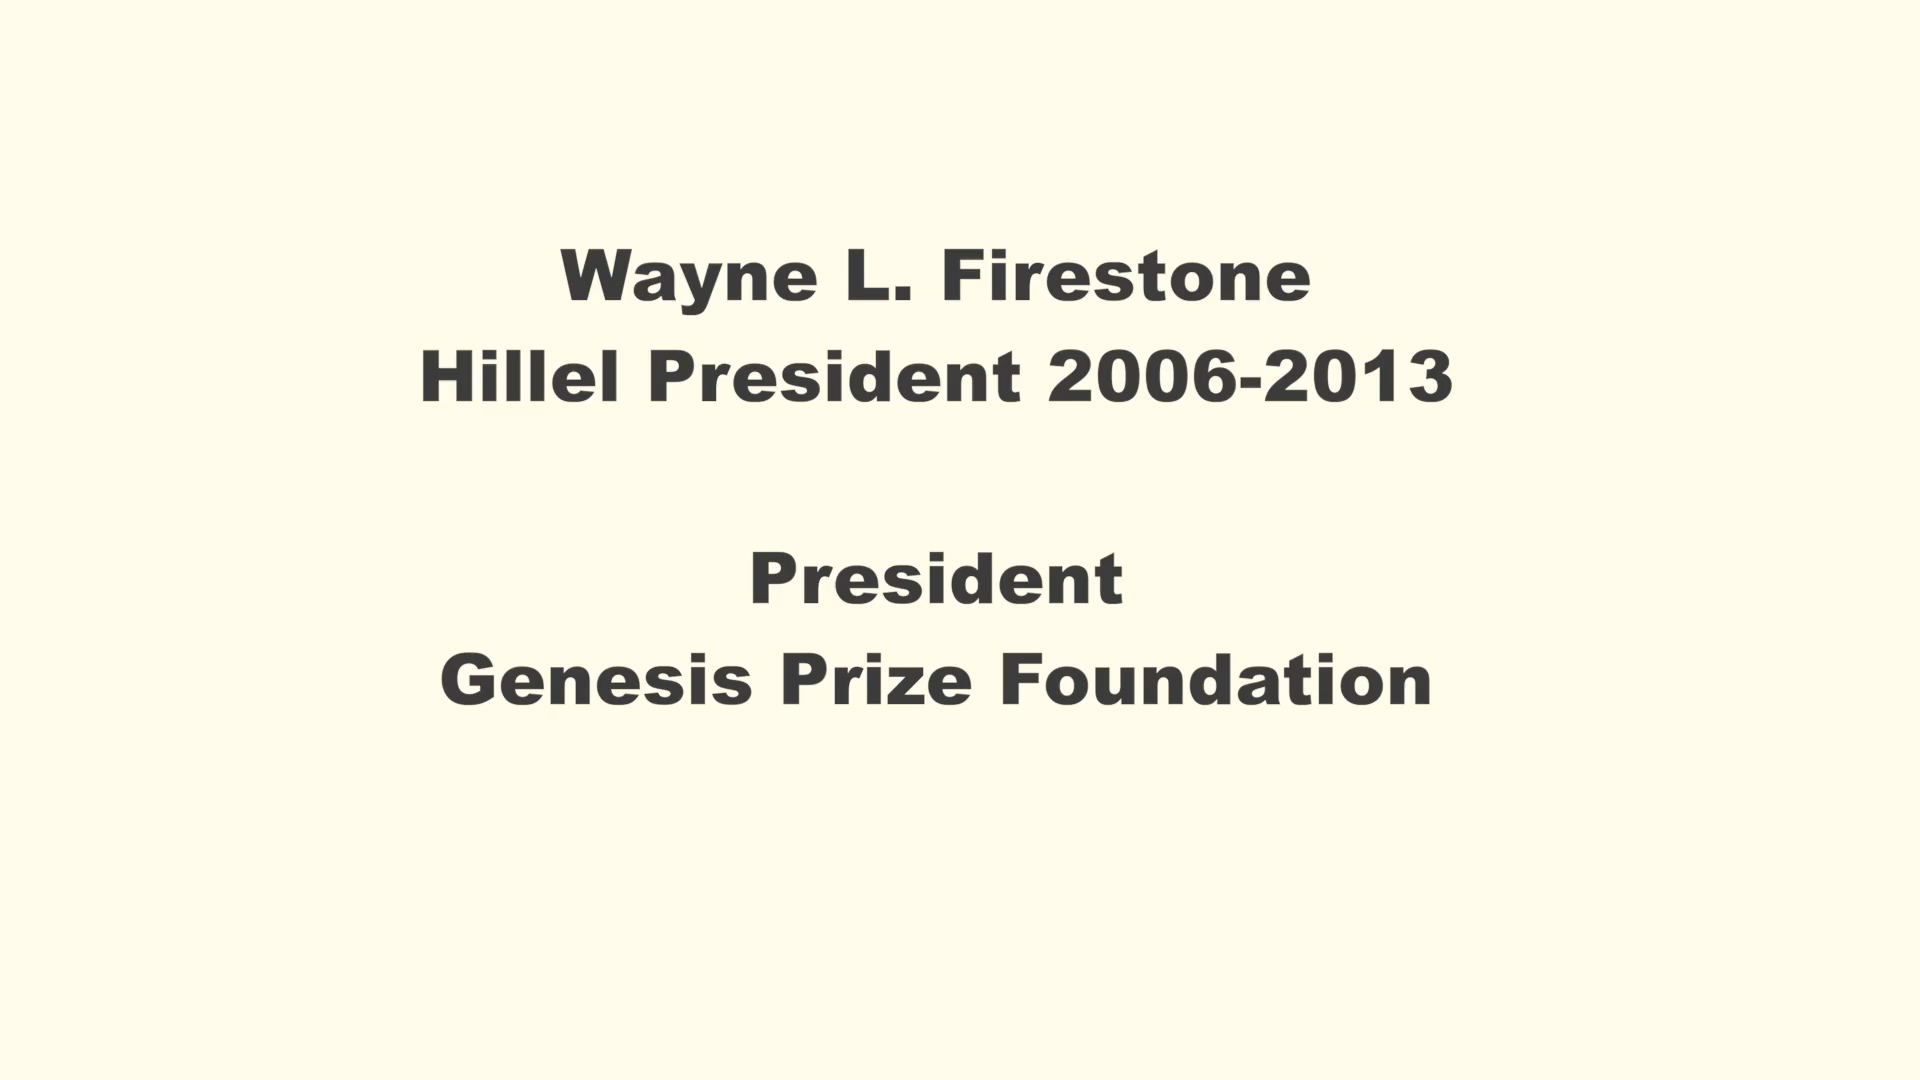 Wayne L. Firestone
Hillel President 2006-2013
President
Genesis Prize Foundation